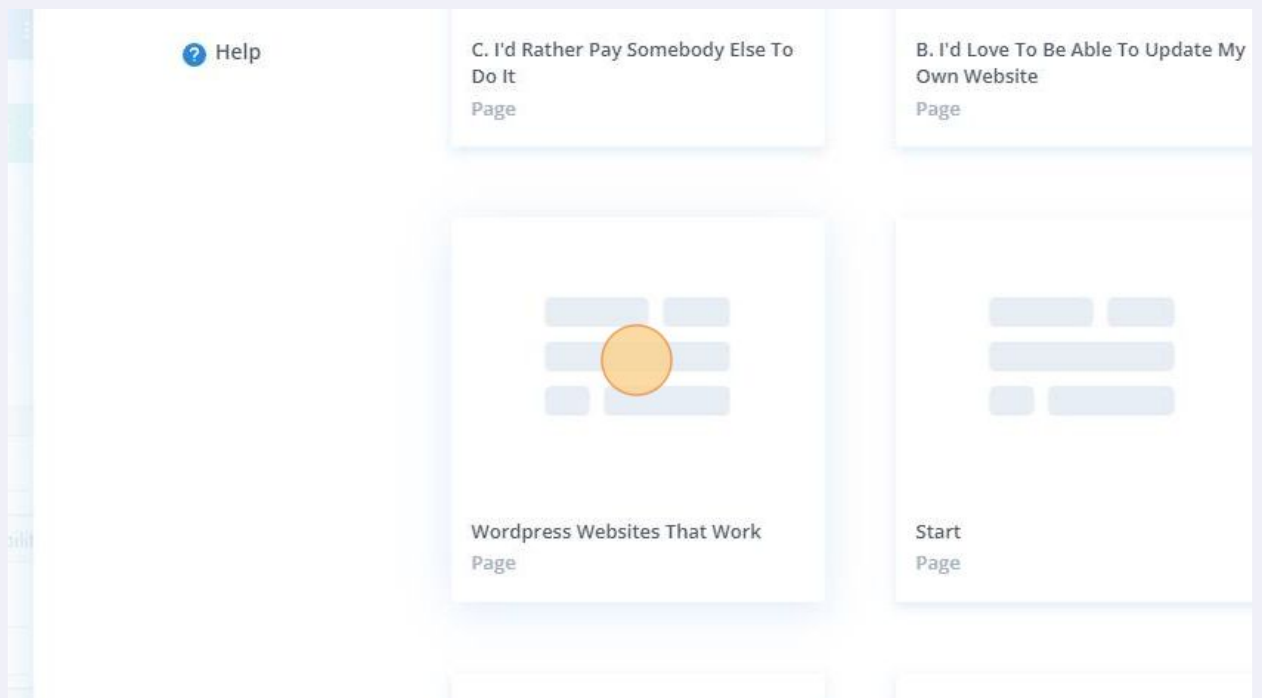 Help
C. I'd Rather Pay Somebody Else To
Do It
Page
B. I'd Love To Be Able To Update My
Own Website
Page
Wordpress Websites That Work
Page
Start
Page